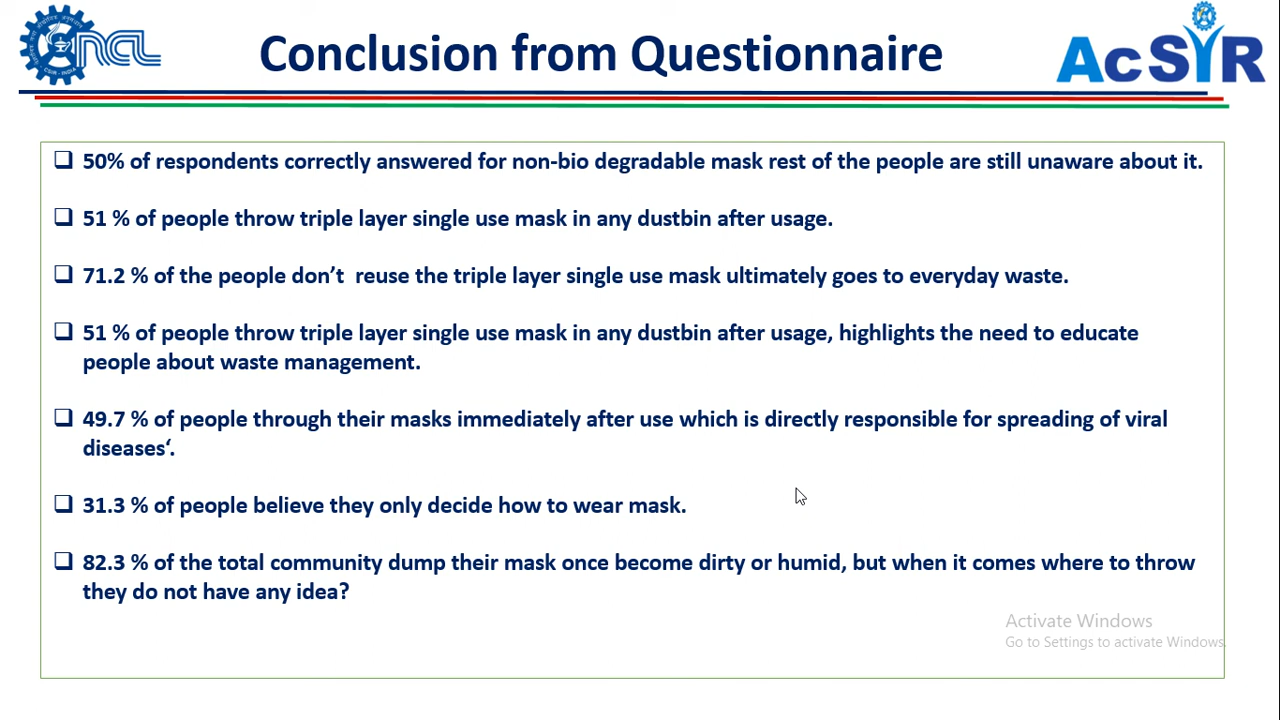 NCL
CSIR - INDIA
Conclusion from Questionnaire
AcSIR
50% of respondents correctly answered for non-bio degradable mask rest of the people are still unaware about it.
51 % of people throw triple layer single use mask in any dustbin after usage.
71.2 % of the people don’t  reuse the triple layer single use mask ultimately goes to everyday waste.
51 % of people throw triple layer single use mask in any dustbin after usage, highlights the need to educate
people about waste management.
49.7 % of people through their masks immediately after use which is directly responsible for spreading of viral
diseases‘.
31.3 % of people believe they only decide how to wear mask.
82.3 % of the total community dump their mask once become dirty or humid, but when it comes where to throw
they do not have any idea?
Activate Windows
Go to Settings to activate Windows.